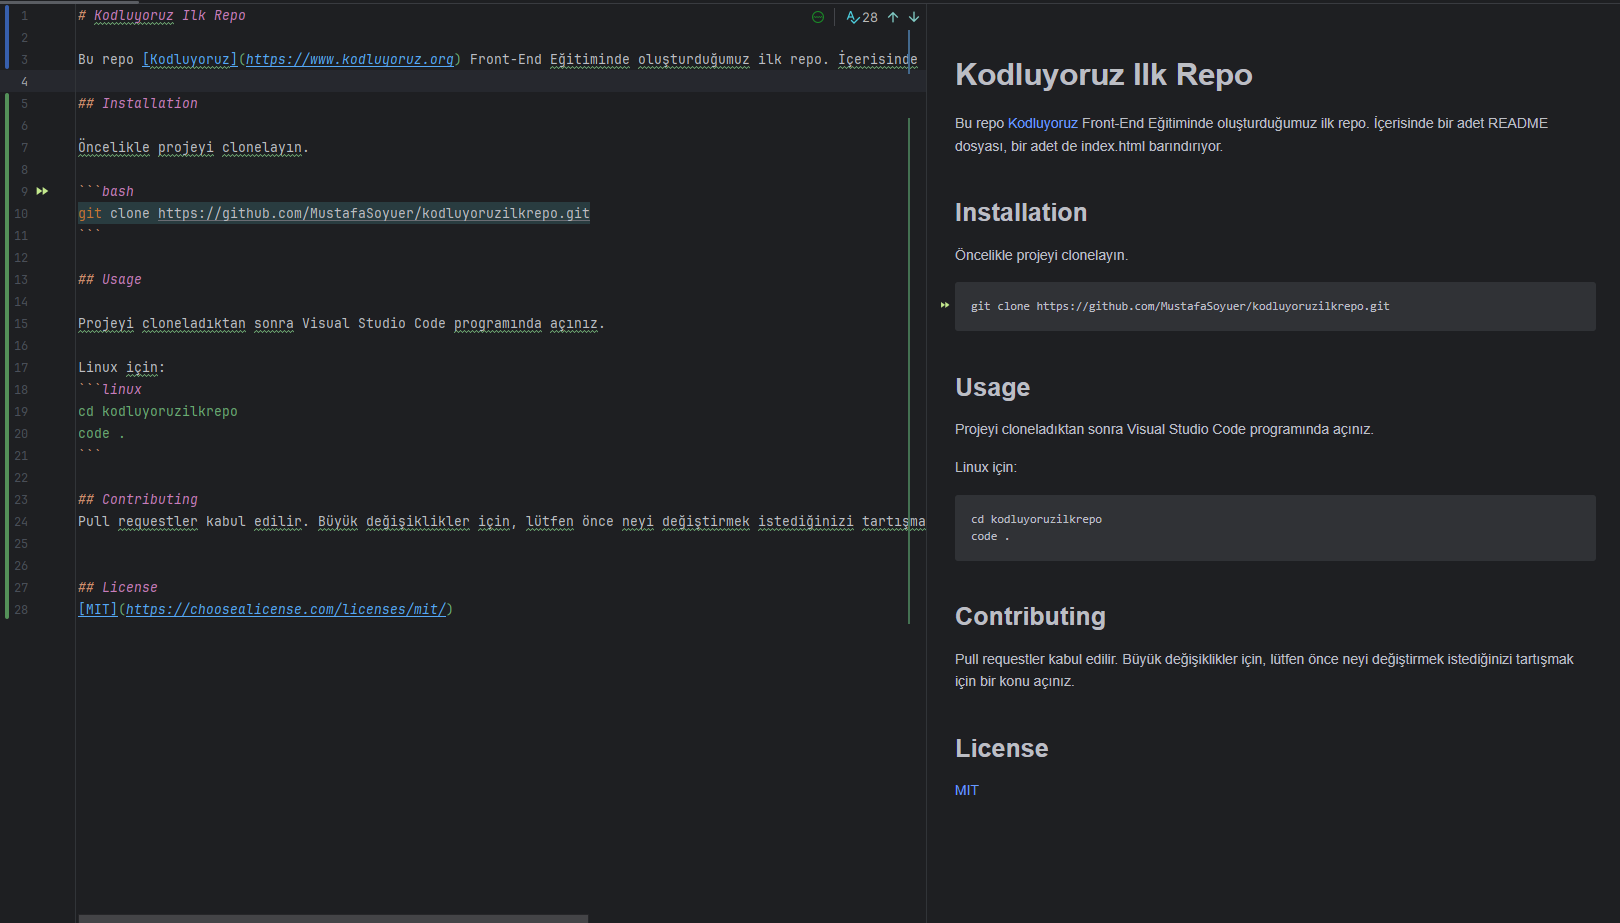 1 # Kodluyoruz Ilk Repo
28
2
3 Bu repo [Kodluyoruz](https://www.kodluyoruz.org) Front-End Eğitiminde oluşturduğumuz ilk repo. İçerisinde
4
5 ## Installation
6
7 Öncelikle projeyi clonelayın.
8
9 ```bash
10 git clone https://github.com/MustafaSoyuer/kodluyoruzilkrepo.git
11 ```
12
13 ## Usage
14
15 Projeyi cloneladıktan sonra Visual Studio Code programında açınız.
16
17 Linux için:
18 ```linux
19 cd kodluyoruzilkrepo
20 code .
21 ```
22
23 ## Contributing
24 Pull requestler kabul edilir. Büyük değişiklikler için, lütfen önce neyi değiştirmek istediğinizi tartışma
25
26
27 ## License
28 [MIT](https://choosealicense.com/licenses/mit/)
Kodluyoruz Ilk Repo
Bu repo Kodluyoruz Front-End Eğitiminde oluşturduğumuz ilk repo. İçerisinde bir adet README
dosyası, bir adet de index.html barındırıyor.
Installation
Öncelikle projeyi clonelayın.
git clone https://github.com/MustafaSoyuer/kodluyoruzilkrepo.git
Usage
Projeyi cloneladıktan sonra Visual Studio Code programında açınız.
Linux için:
cd kodluyoruzilkrepo
code .
Contributing
Pull requestler kabul edilir. Büyük değişiklikler için, lütfen önce neyi değiştirmek istediğinizi tartışmak
için bir konu açınız.
License
MIT